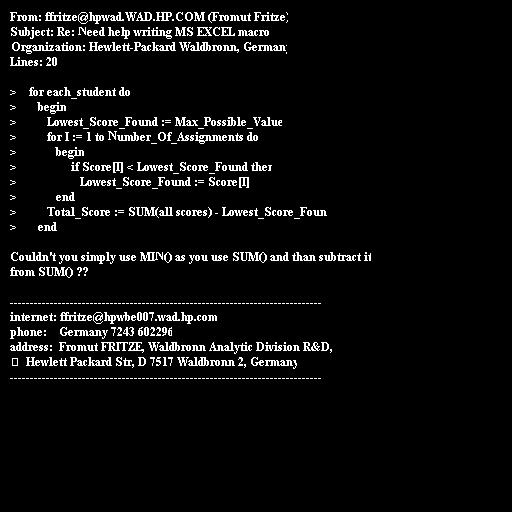 From: ffritze@hpwad.WAD.HP.COM (Fromut Fritze)
Subject: Re: Need help writing MS EXCEL macro
Organization: Hewlett-Packard Waldbronn, Germany
Lines: 20

>    for each_student do
>       begin
>          Lowest_Score_Found := Max_Possible_Value
>          for I := 1 to Number_Of_Assignments do
>             begin
>                  if Score[I] < Lowest_Score_Found then
>                     Lowest_Score_Found := Score[I]
>             end
>          Total_Score := SUM(all scores) - Lowest_Score_Foun
>       end

Couldn't you simply use MIN() as you use SUM() and than subtract it
from SUM() ??

--------------------------------------------------------------------------------
internet: ffritze@hpwbe007.wad.hp.com
phone:    Germany 7243 602296
address:  Fromut FRITZE, Waldbronn Analytic Division R&D,
Hewlett Packard Str, D 7517 Waldbronn 2, Germany
--------------------------------------------------------------------------------